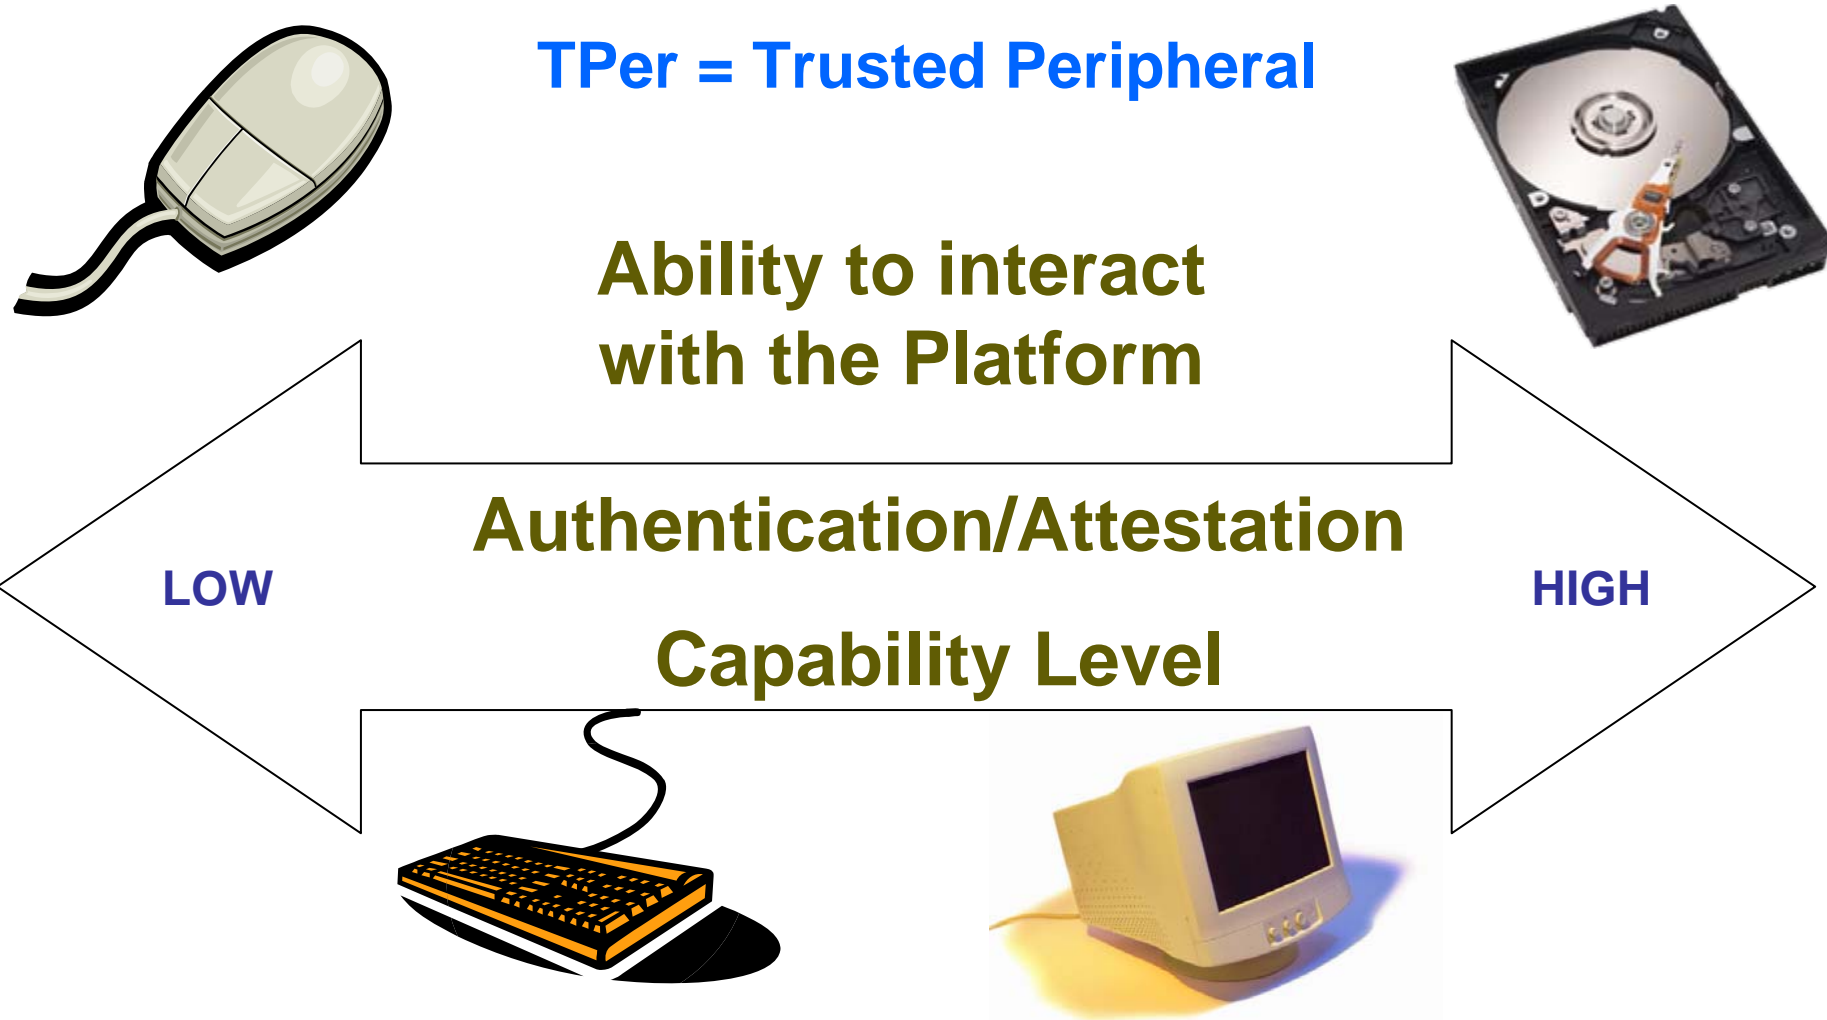 TPer = Trusted Peripheral
Ability to interact
with the Platform
Authentication/Attestation
LOW
HIGH
Capability Level